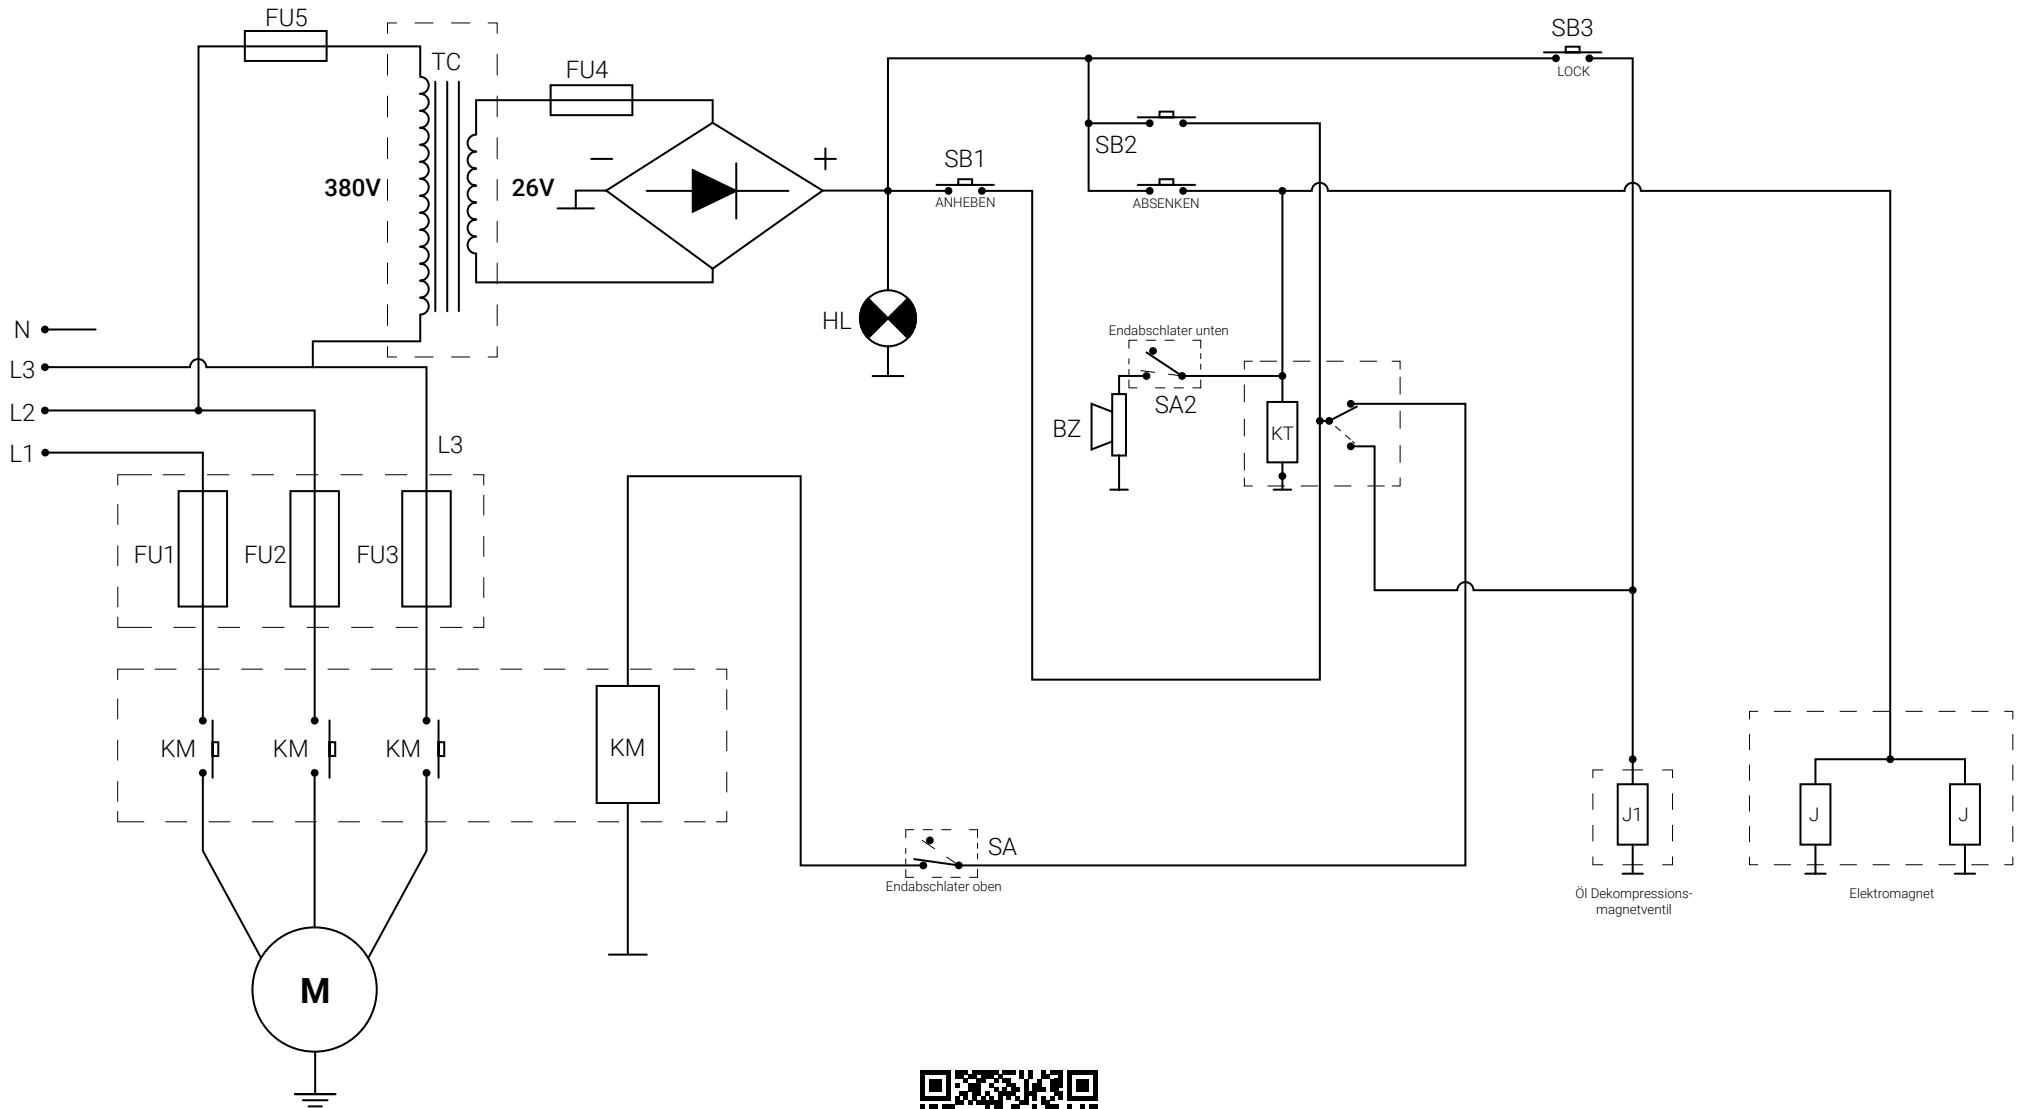 FU5
SB3
TC
FU4
LOCK
SB2
− +
SB1
380V
26V
ANHEBEN
ABSENKEN
HL
N
Endabschlater unten
L3
SA2
L2
BZ
KT
L3
L1
FU1
FU2
FU3
KM
KM
KM
KM
J1
J
J
SA
Endabschlater oben
Öl Dekompressions-
magnetventil
Elektromagnet
M